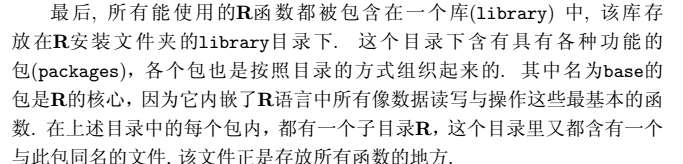 最后, 所有能使用的R函数都被包含在一个库(library) 中, 该库存
放在R安装文件夹的library目录下. 这个目录下含有具有各种功能的
包(packages)，各个包也是按照目录的方式组织起来的. 其中名为base的
包是R的核心，因为它内嵌了R语言中所有像数据读写与操作这些最基本的函
数. 在上述目录中的每个包内，都有一个子目录R，这个目录里又都含有一个
与此包同名的文件, 该文件正是存放所有函数的地方.